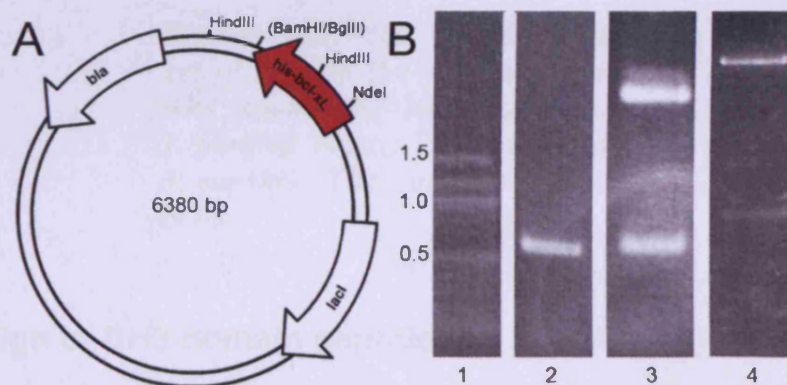 A
HindIII
(BamHI/BglII)
HindIII
NdeI
bla
his-bcl-xL
6380 bp
lacI
B
1.5
1.0
0.5
1 2 3 4